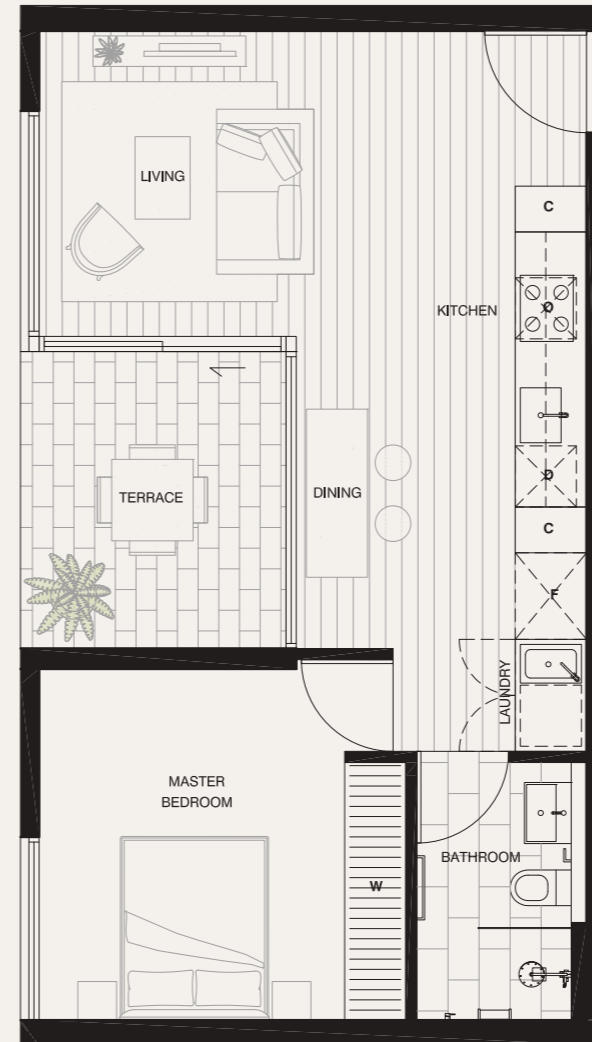 LIVING
C
KITCHEN
O
TERRACE
DINING
D
C
F
LAUNDRY
MASTER
BEDROOM
BATHROOM
W